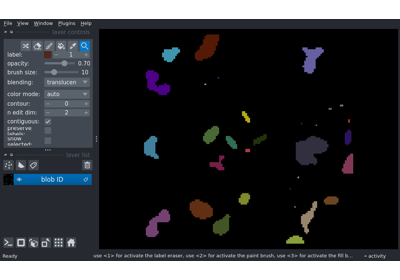 File View Window Plugins Help
layer controls
label: 1
opacity: 0.70
brush size: 10
blending: translucen
color mode: auto
contour: 0
n edit dim: 2
contiguous:
preserve labels:
show selected:
layer list
blob ID
Ready use <1> for activate the label eraser, use <2> for activate the paint brush, use <3> for activate the fill b... activity